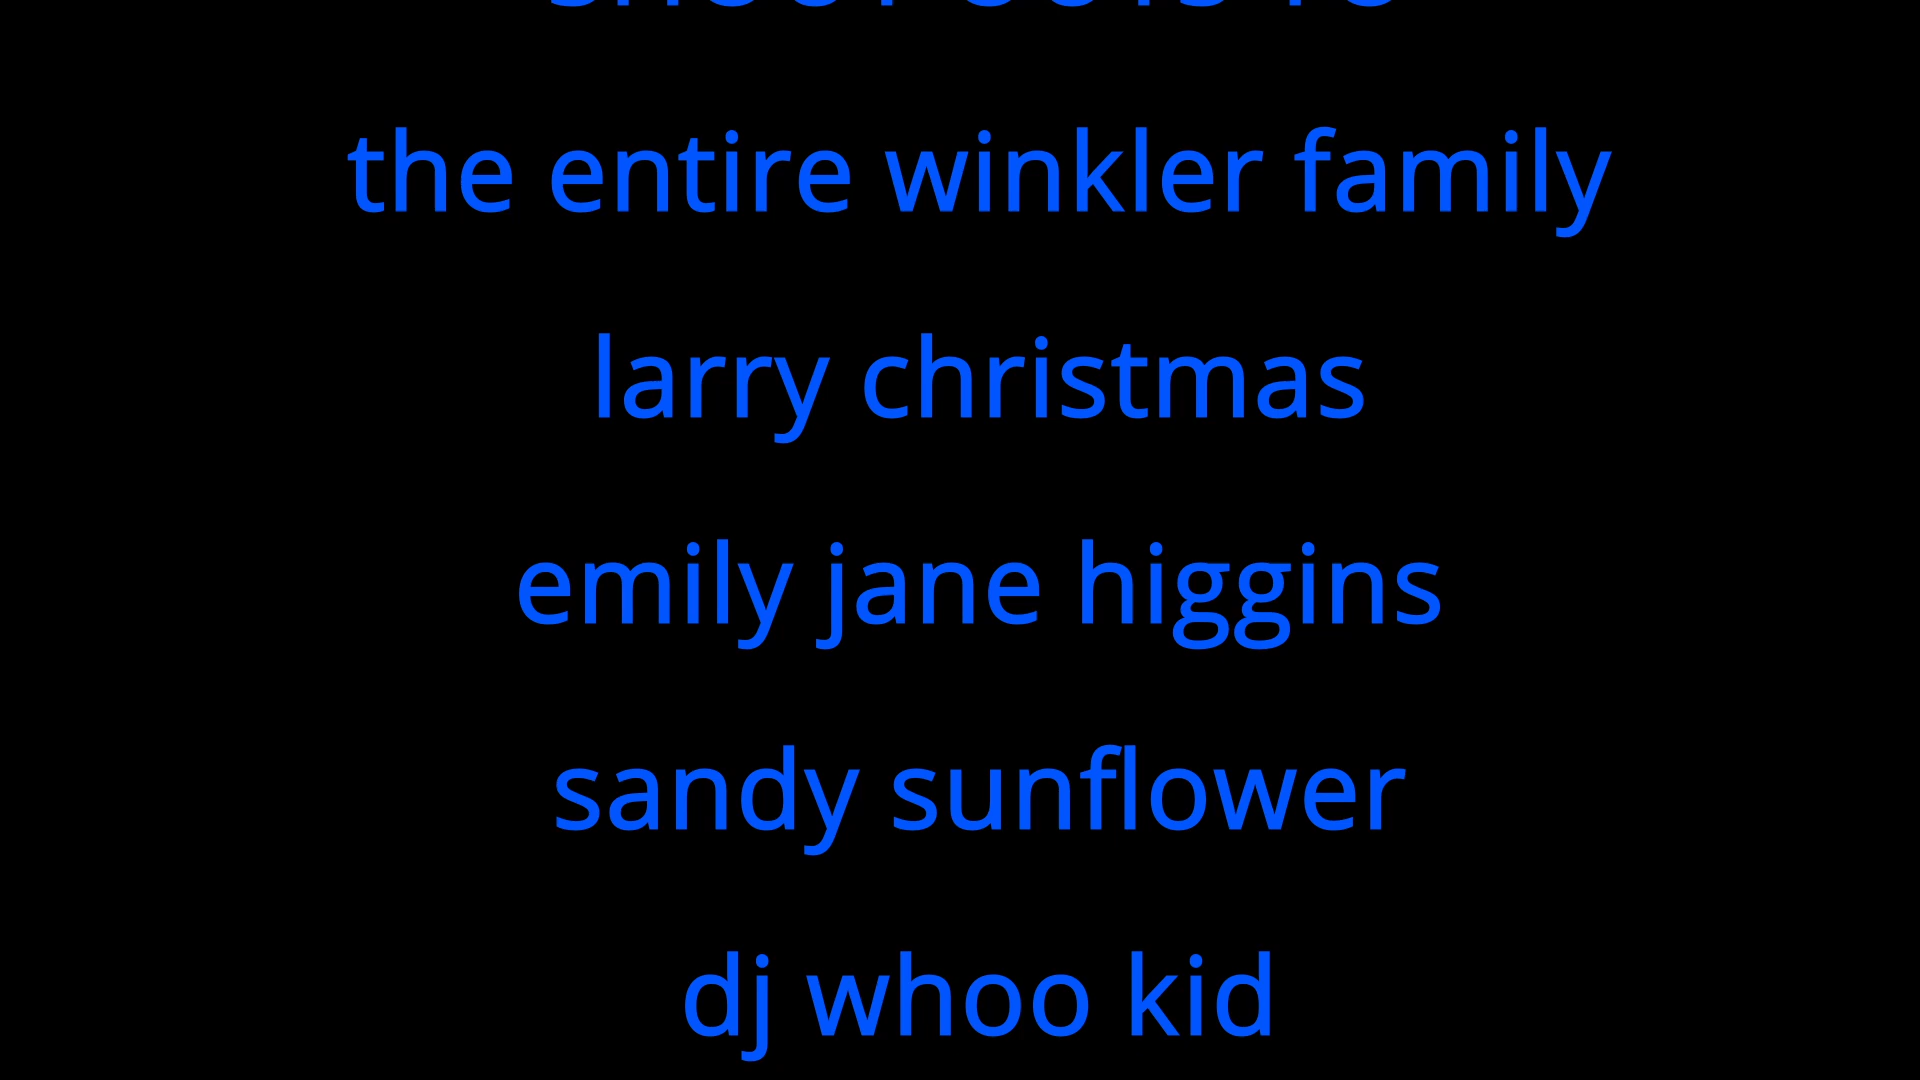 the entire winkler family
larry christmas
emily jane higgins
sandy sunflower
dj whoo kid